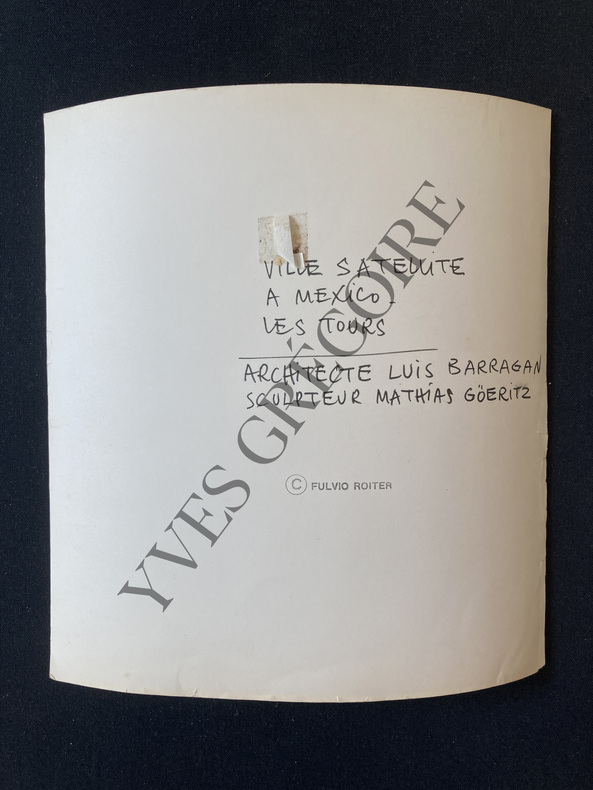 VILLE SATELLITE
A MEXICO -
LES TOURS
ARCHITECTE LUIS BARRAGAN
SCULPTEUR MATHIAS GÖERITZ
© FULVIO ROITER
YVES GRÉGOIRE